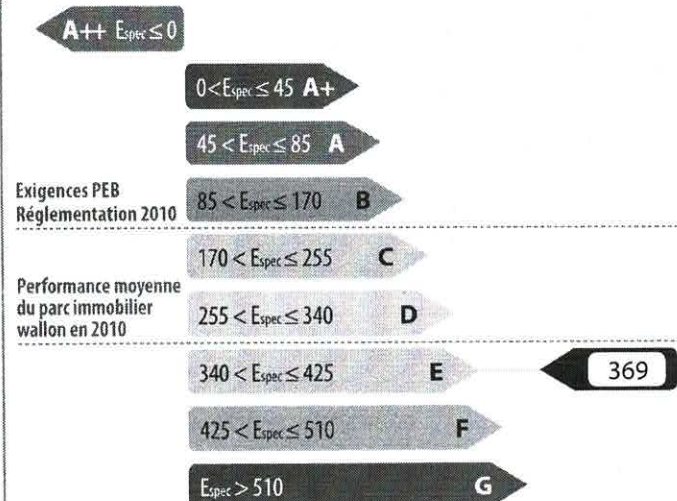 A++ Espec ≤ 0
0 < Espec ≤ 45 A+
45 < Espec ≤ 85 A
Exigences PEB
Réglementation 2010
85 < Espec ≤ 170 B
170 < Espec ≤ 255 C
Performance moyenne
du parc immobilier
wallon en 2010
255 < Espec ≤ 340 D
340 < Espec ≤ 425 E
369
425 < Espec ≤ 510 F
Espec > 510 G